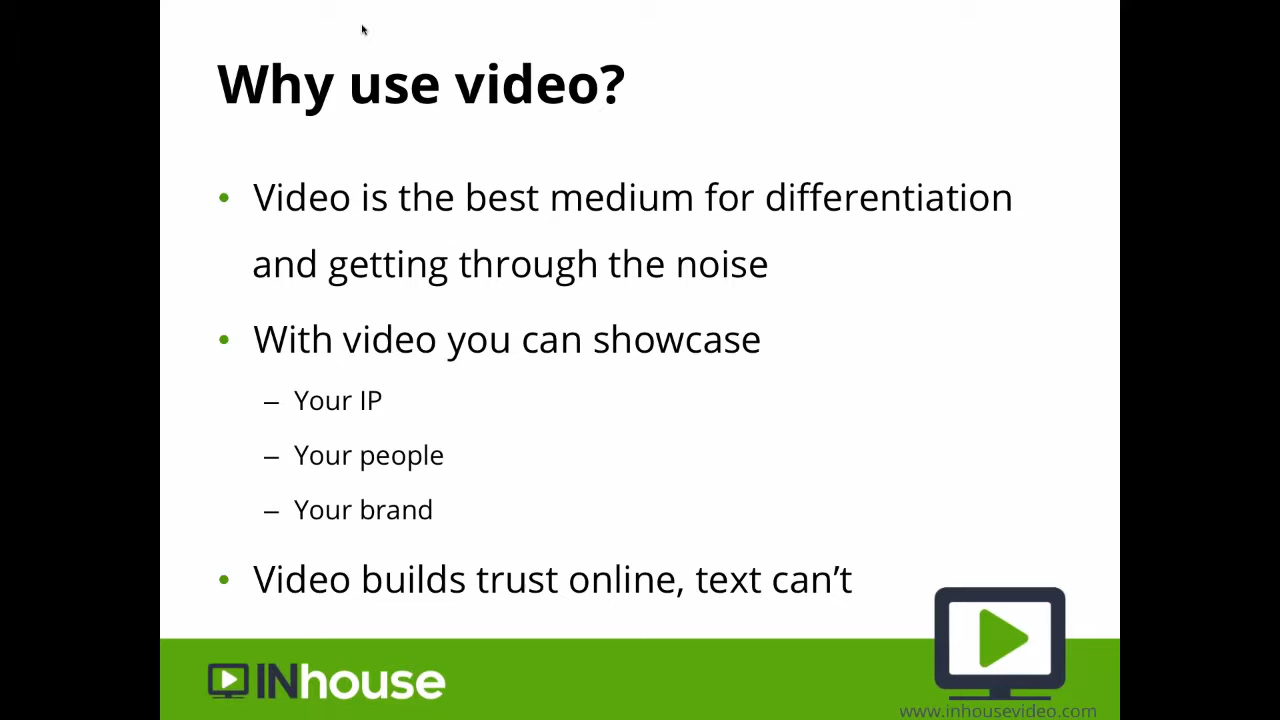 Why use video?
• Video is the best medium for differentiation
and getting through the noise
• With video you can showcase
– Your IP
– Your people
– Your brand
• Video builds trust online, text can’t
INhouse
www.inhousevideo.com